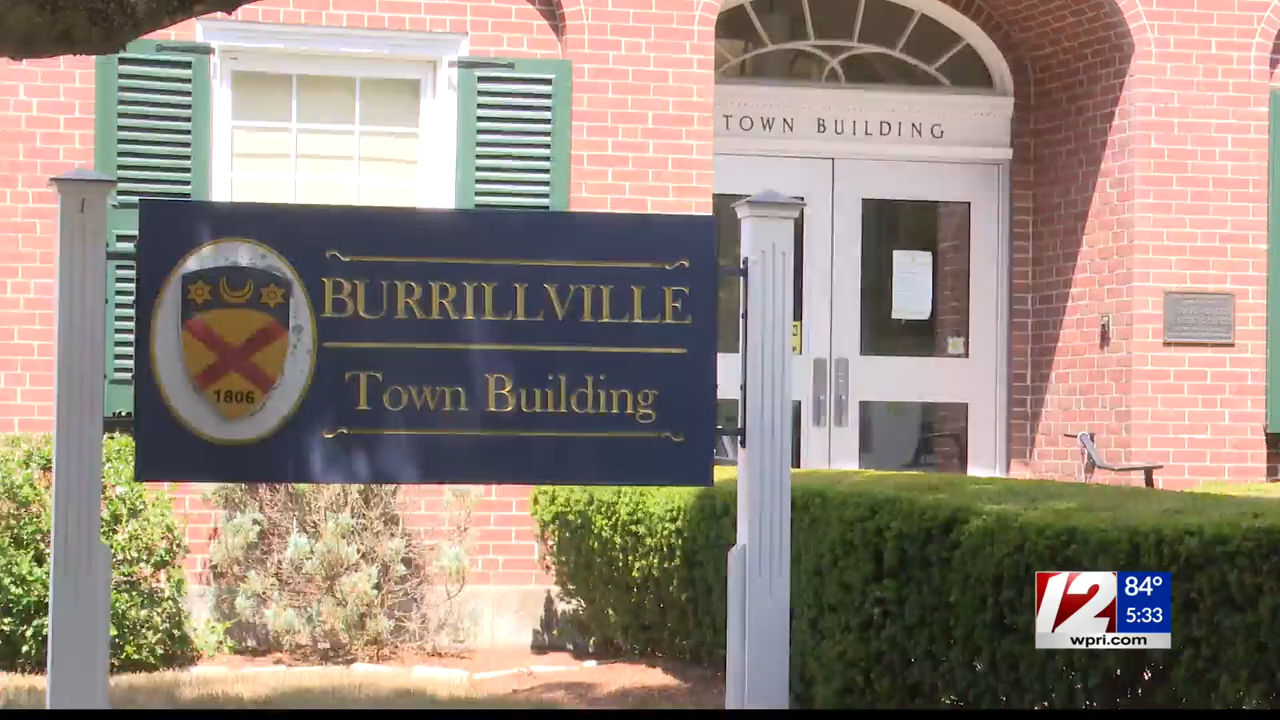 TOWN BUILDING
BURRILLVILLE
Town Building
1806
12
84°
5:33
wpri.com